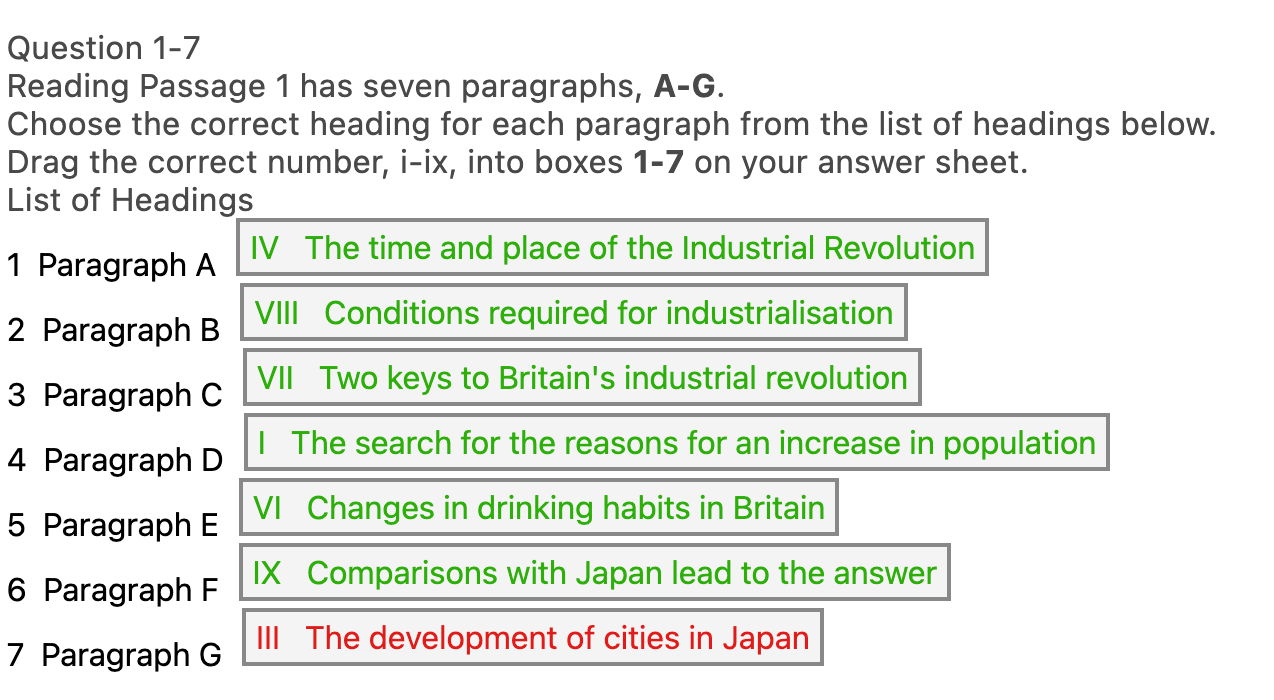 Question 1-7
Reading Passage 1 has seven paragraphs, A-G.
Choose the correct heading for each paragraph from the list of headings below.
Drag the correct number, i-ix, into boxes 1-7 on your answer sheet.
List of Headings
1 Paragraph A IV The time and place of the Industrial Revolution
2 Paragraph B VIII Conditions required for industrialisation
3 Paragraph C VII Two keys to Britain's industrial revolution
4 Paragraph D I The search for the reasons for an increase in population
5 Paragraph E VI Changes in drinking habits in Britain
6 Paragraph F IX Comparisons with Japan lead to the answer
7 Paragraph G III The development of cities in Japan